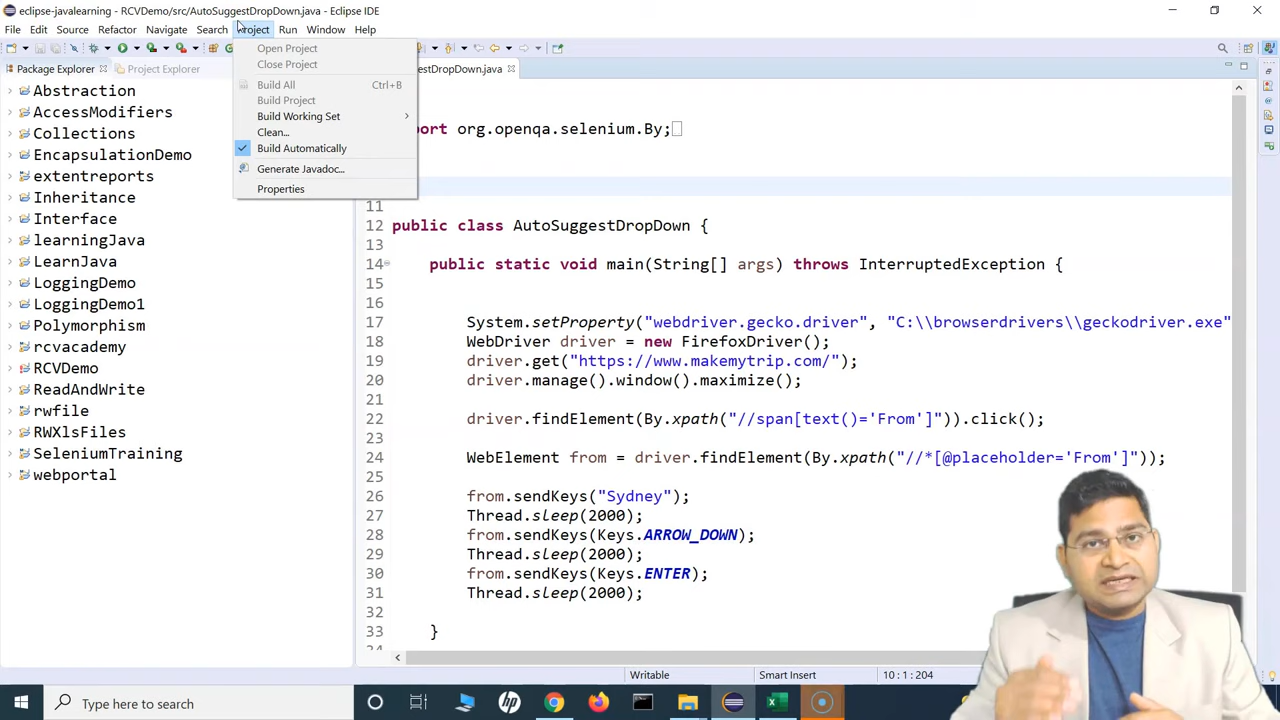 eclipse-javalearning - RCVDemo/src/AutoSuggestDropDown.java - Eclipse IDE
File Edit Source Refactor Navigate Search Project Run Window Help
Package Explorer Project Explorer
estDropDown.java
Open Project
Close Project
Build All Ctrl+B
Build Project
Build Working Set
Clean...
Build Automatically
Generate Javadoc...
Properties
Abstraction
AccessModifiers
Collections
EncapsulationDemo
extentreports
Inheritance
Interface
learningJava
LearnJava
LoggingDemo
LoggingDemo1
Polymorphism
rcvacademy
RCVDemo
ReadAndWrite
rwfile
RWXlsFiles
SeleniumTraining
webportal
port org.openqa.selenium.By;
11
12 public class AutoSuggestDropDown {
13
14 public static void main(String[] args) throws InterruptedException {
15
16
17 System.setProperty("webdriver.gecko.driver", "C:\\browserdrivers\\geckodriver.exe"
18 WebDriver driver = new FirefoxDriver();
19 driver.get("https://www.makemytrip.com/");
20 driver.manage().window().maximize();
21
22 driver.findElement(By.xpath("//span[text()='From']")).click();
23
24 WebElement from = driver.findElement(By.xpath("//*[@placeholder='From']"));
25
26 from.sendKeys("Sydney");
27 Thread.sleep(2000);
28 from.sendKeys(Keys.ARROW_DOWN);
29 Thread.sleep(2000);
30 from.sendKeys(Keys.ENTER);
31 Thread.sleep(2000);
32
33 }
Writable Smart Insert 10 : 1 : 204
Type here to search
hp